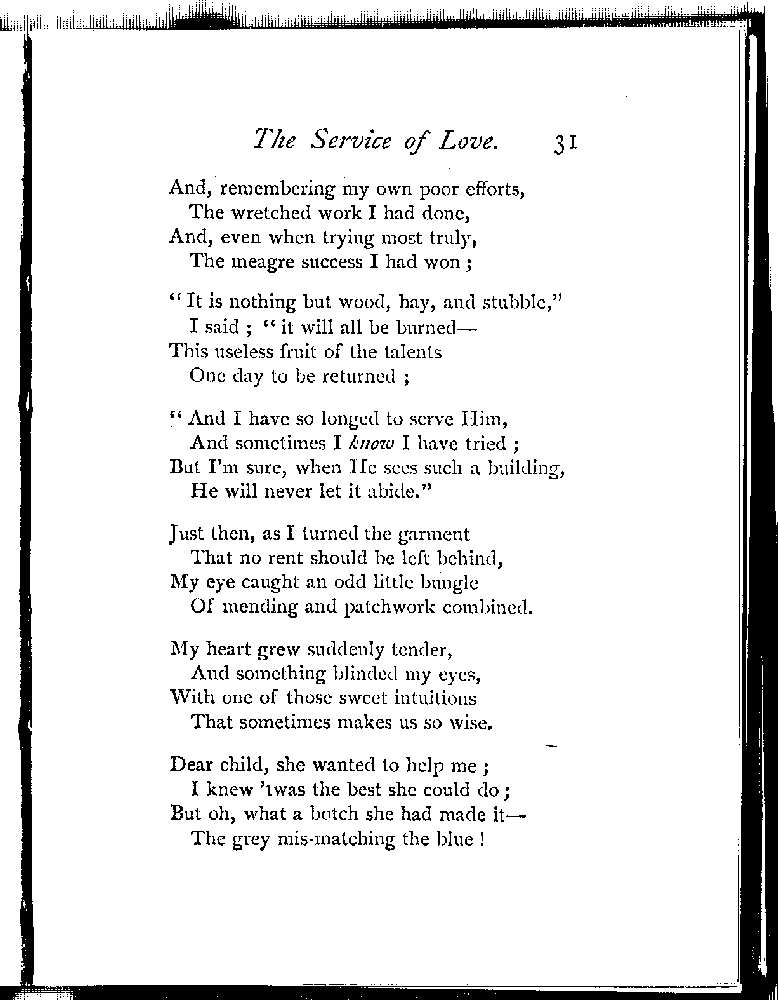 The Service of Love. 31
And, remembering my own poor efforts,
The wretched work I had done,
And, even when trying most truly,
The meagre success I had won ;
“ It is nothing but wood, hay, and stubble,”
I said ; “ it will all be burned—
This useless fruit of the talents
One day to be returned ;
“ And I have so longed to serve Him,
And sometimes I know I have tried ;
But I'm sure, when He sees such a building,
He will never let it abide.”
Just then, as I turned the garment
That no rent should be left behind,
My eye caught an odd little bungle
Of mending and patchwork combined.
My heart grew suddenly tender,
And something blinded my eyes,
With one of those sweet intuitions
That sometimes makes us so wise.
Dear child, she wanted to help me ;
I knew 'twas the best she could do ;
But oh, what a botch she had made it—
The grey mis-matching the blue !